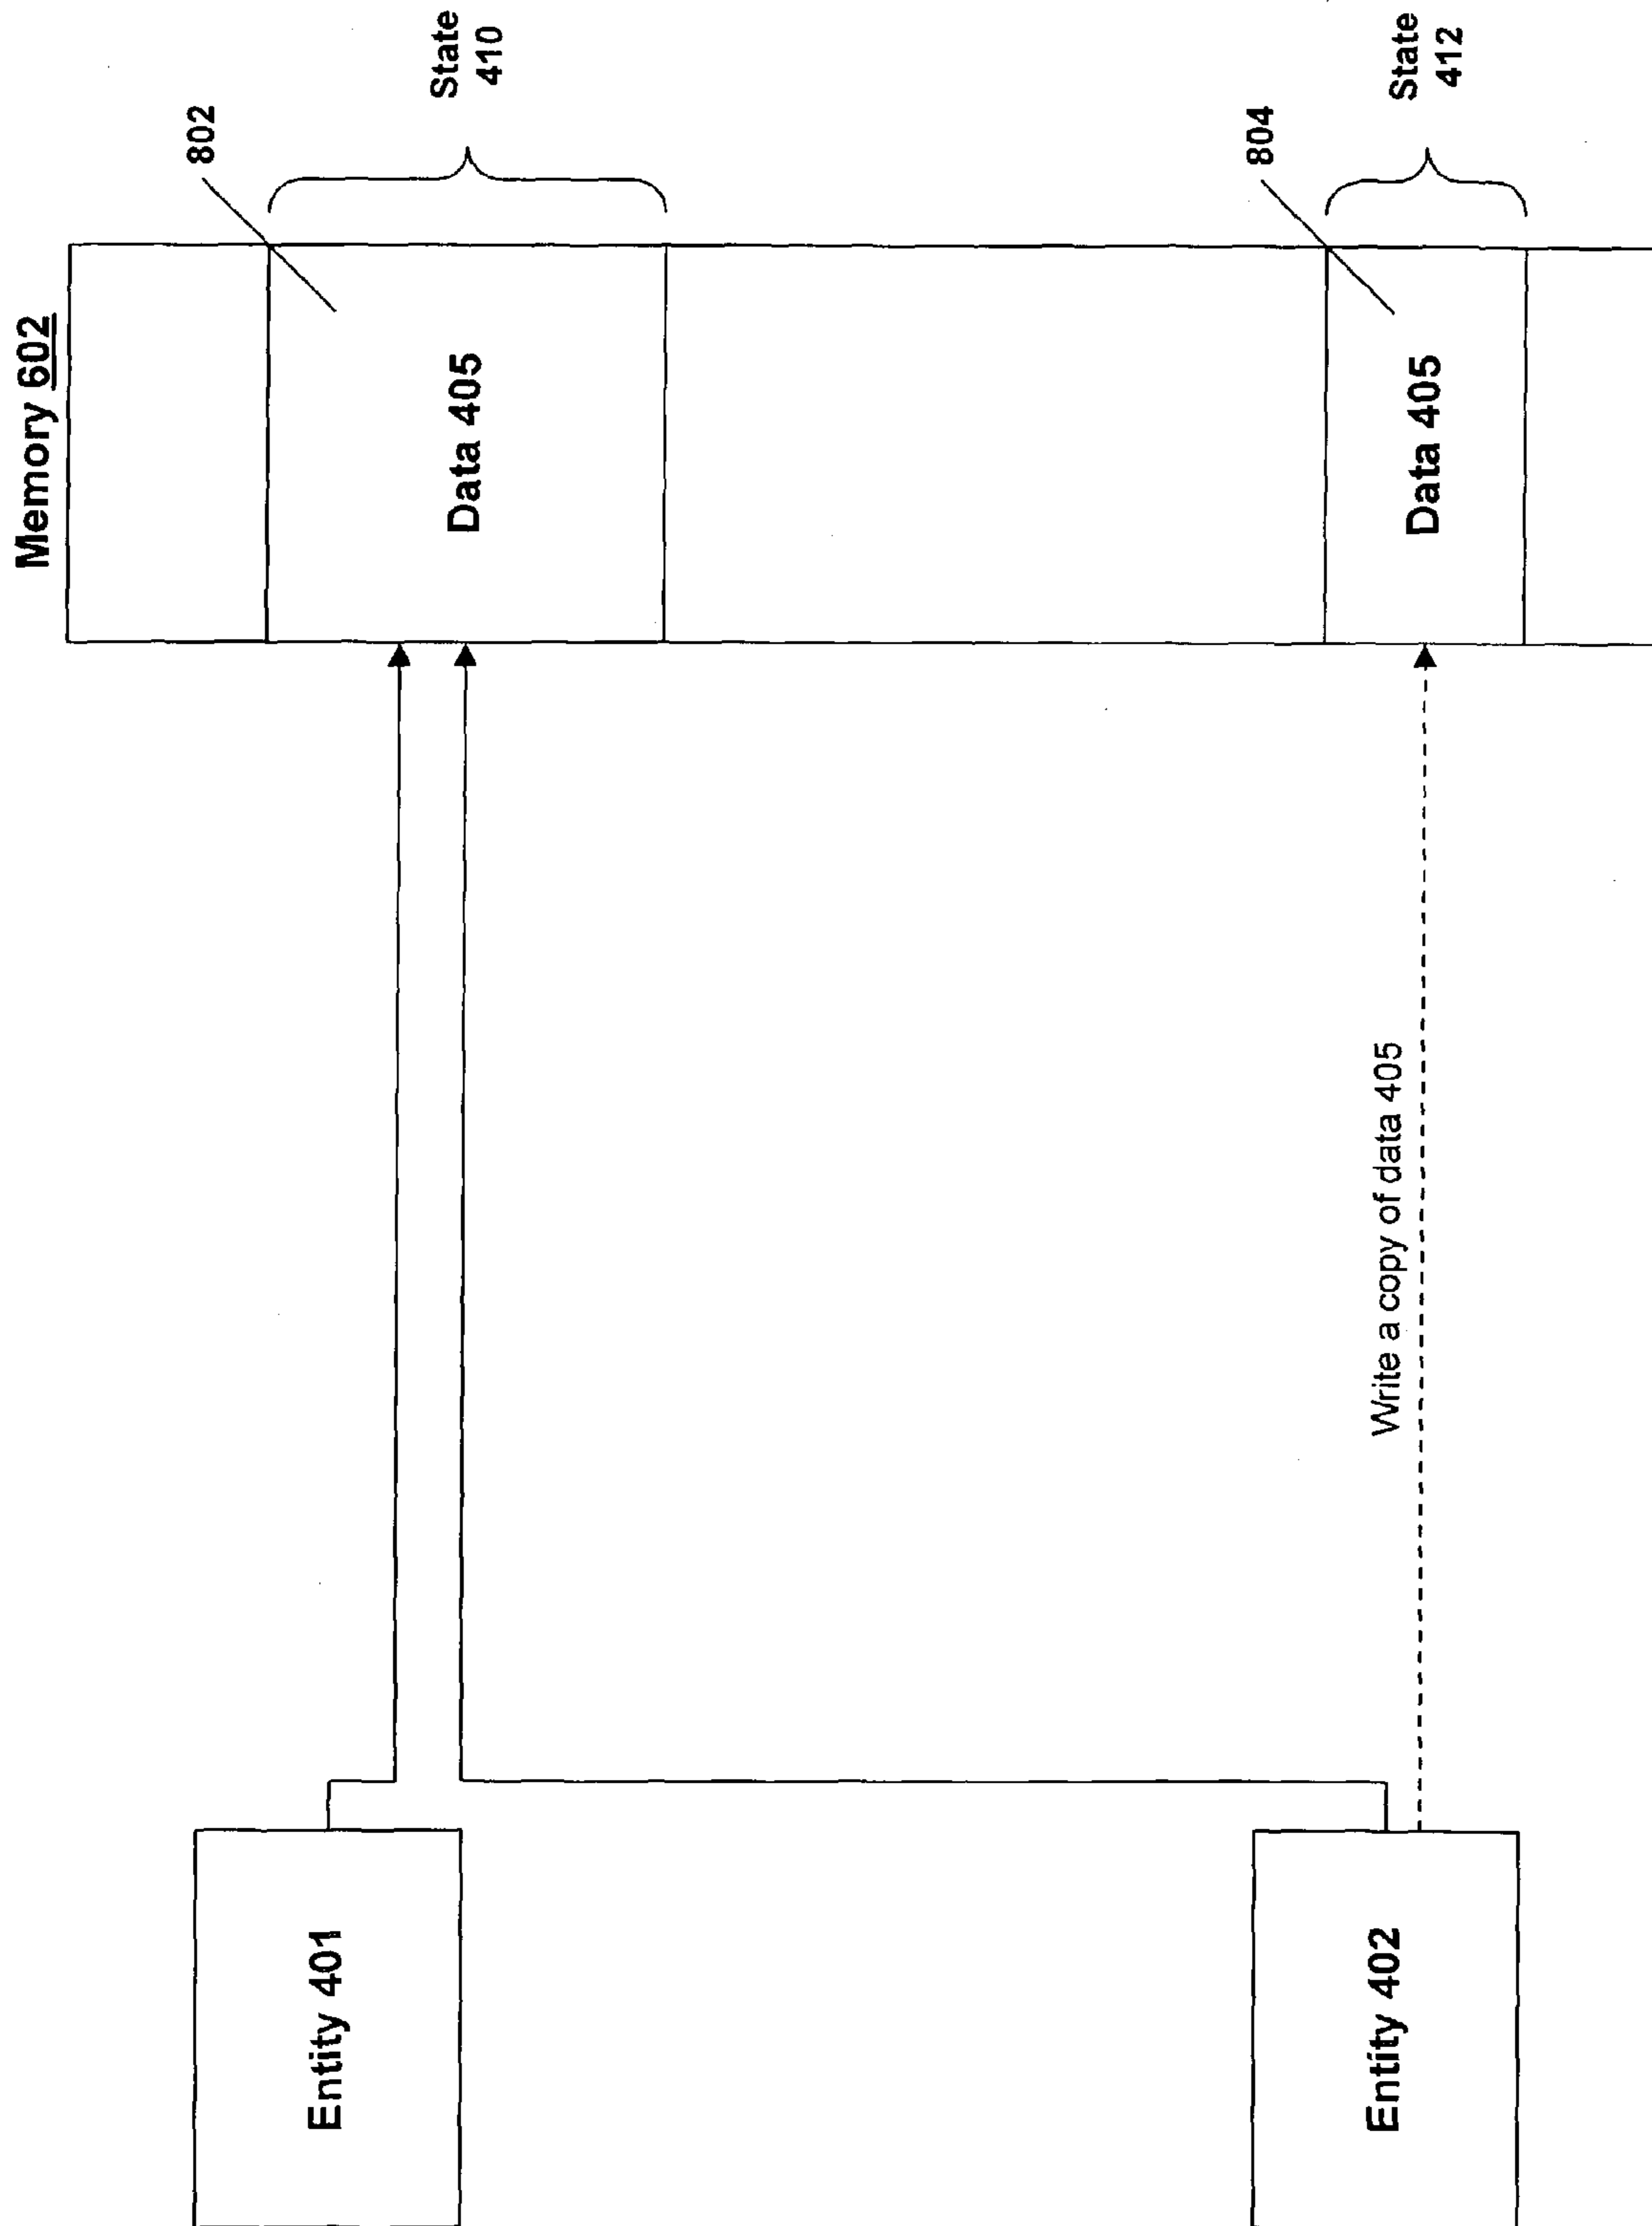 Memory 602
802
Data 405
State
410
Entity 401
804
Data 405
State
412
Write a copy of data 405
Entity 402